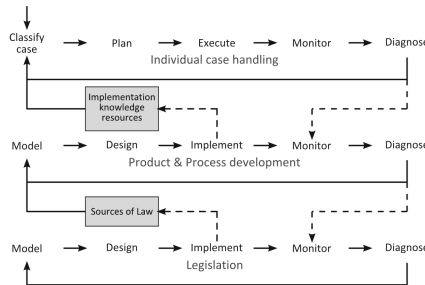 Classify
case
Plan
Execute
Monitor
Diagnose
Individual case handling
Implementation
knowledge
resources
Model
Design
Implement
Monitor
Diagnose
Product & Process development
Sources of Law
Model
Design
Implement
Monitor
Diagnose
Legislation